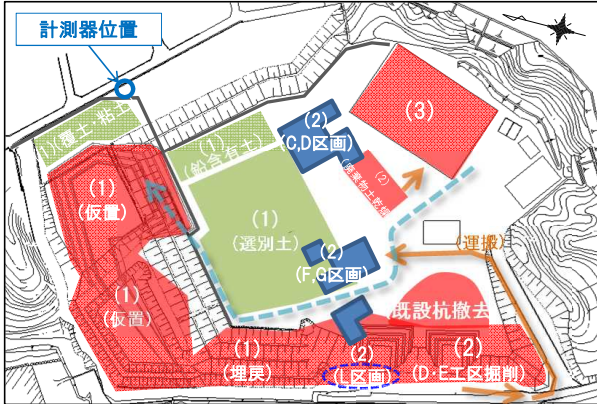 計測器位置
(1)(覆土・粘土)
(1)
(鉛含有土)
(2)
(C,D区画)
(3)
(2)
(1)
(仮置)
(1)
(選別土)
(2)
(F,G区画)
(運搬)
(1)
(仮置)
既設杭撤去
(1)
(埋戻)
(2)
(L区画)
(2)
(D・E工区掘削)